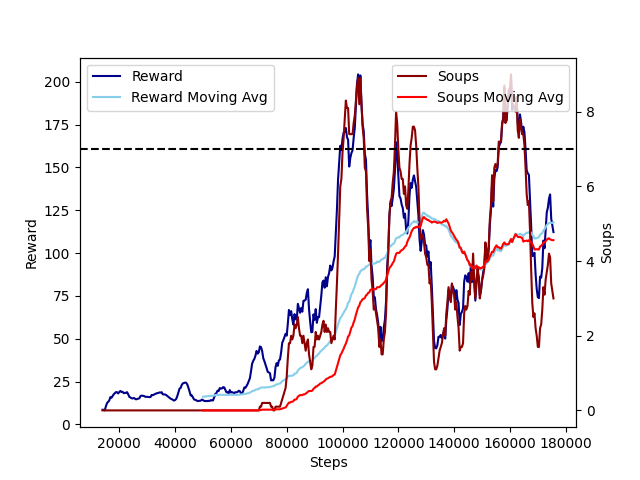 Reward
Reward Moving Avg
Soups
Soups Moving Avg
200
175
150
125
100
75
50
25
0
Reward
8
6
4
2
0
Soups
20000 40000 60000 80000 100000 120000 140000 160000 180000
Steps